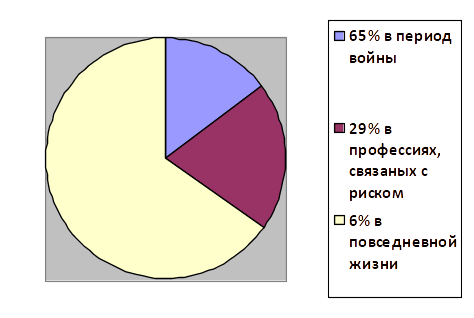 65% в период
войны
29% в
профессиях,
связаных с
риском
6% в
повседневной
жизни